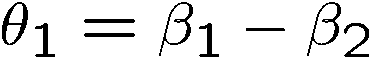 θ₁ = β₁ − β₂